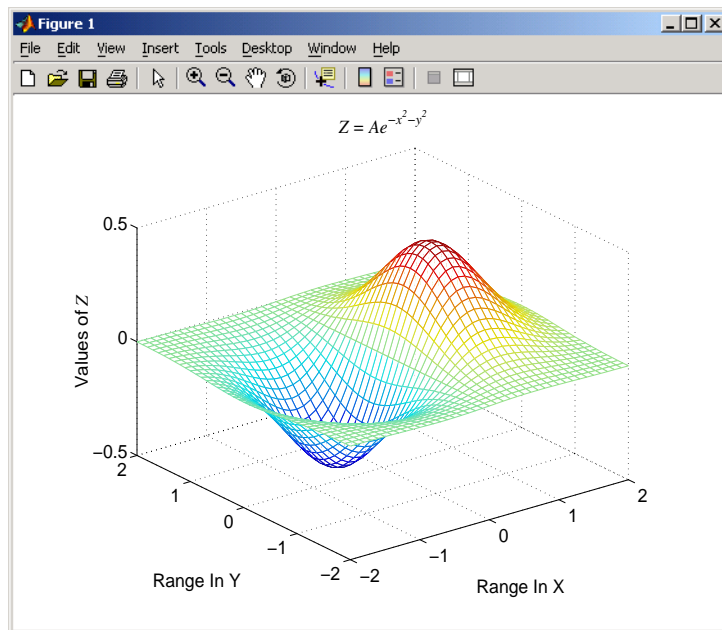 Figure 1
File Edit View Insert Tools Desktop Window Help
Z = Ae^{−x^2−y^2}
0.5
0
−0.5
Values of Z
2
1
0
−1
−2
Range In Y
−2
−1
0
1
2
Range In X